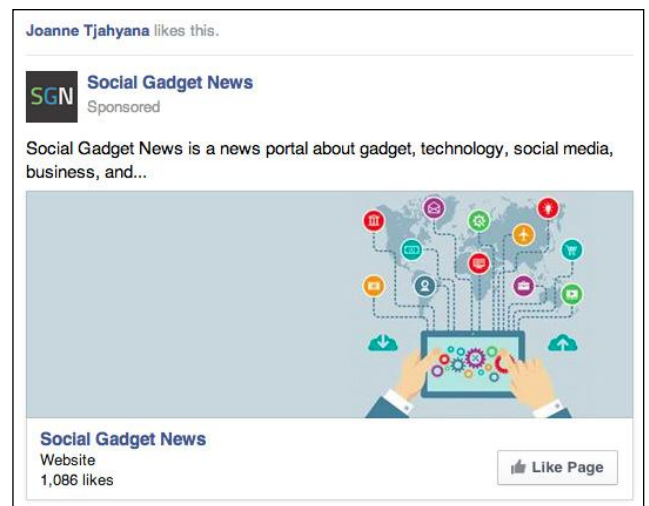 Joanne Tjahyana likes this.
SGN
Social Gadget News
Sponsored
Social Gadget News is a news portal about gadget, technology, social media,
business, and...
Social Gadget News
Website
1,086 likes
Like Page